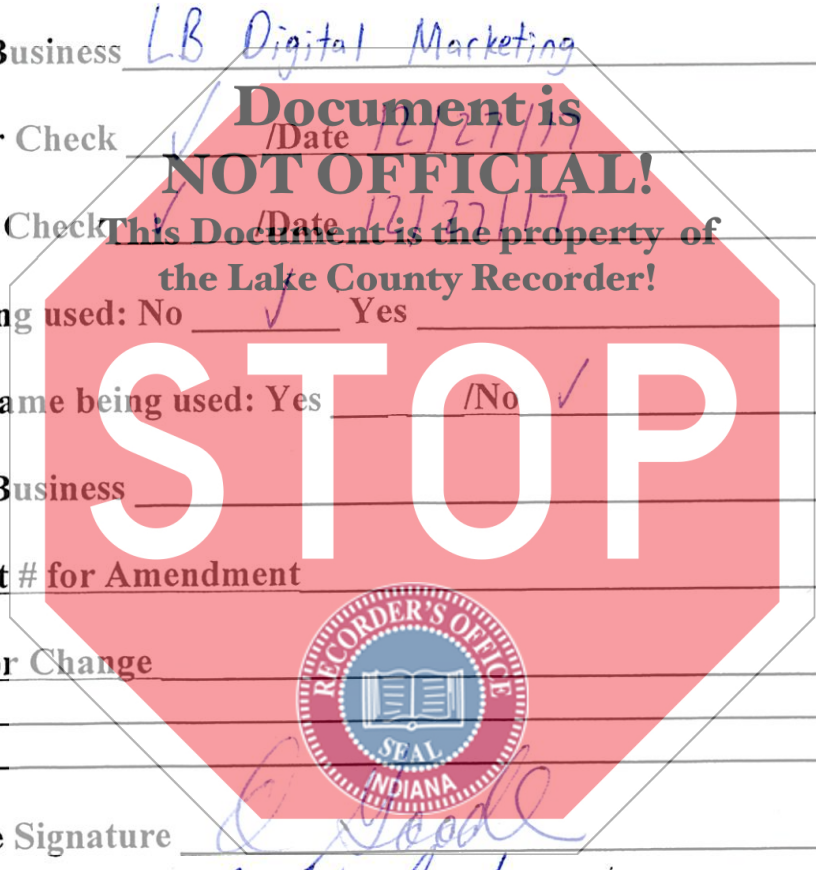 Business LB Digital Marketing
Document is
Check ✓ /Date 12/27/17
NOT OFFICIAL!
Check ✓ /Date 12/27/17
This Document is the property of
the Lake County Recorder!
ng used: No ✓ Yes
STOP
ame being used: Yes /No ✓
Business
t # for Amendment
RECORDER'S OFFICE
r Change
SEAL
INDIANA
e Signature